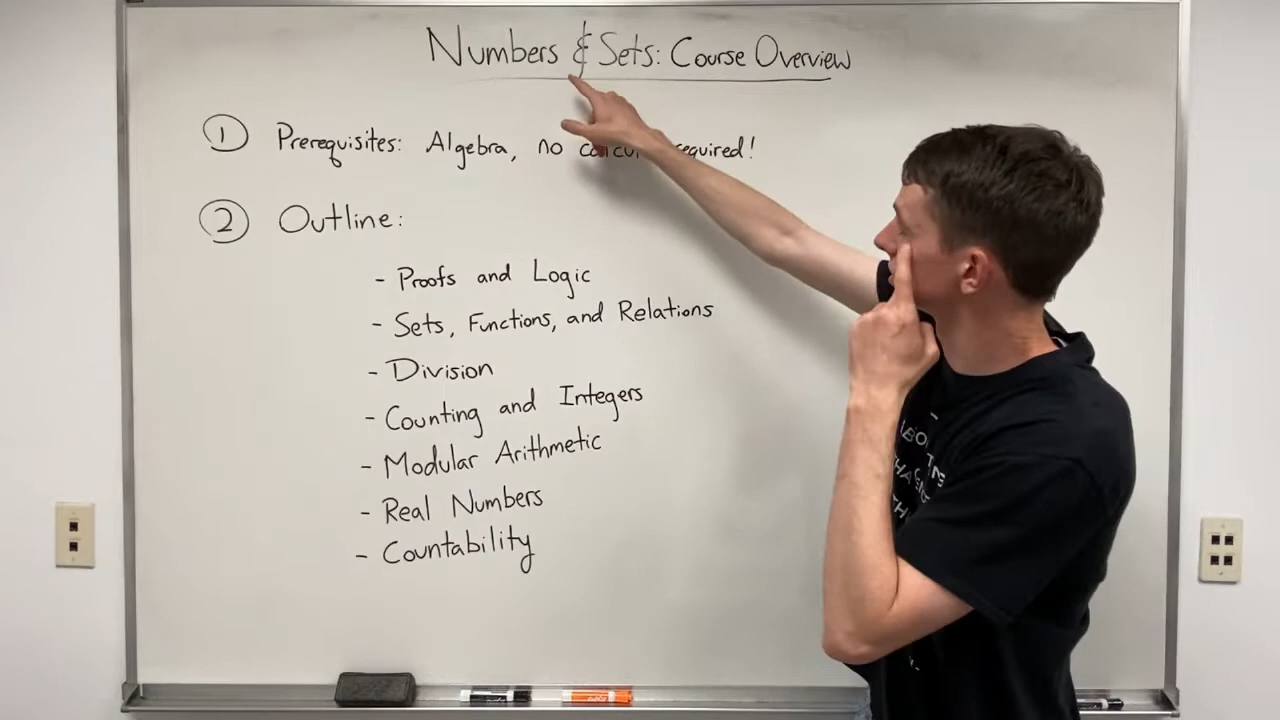 Numbers & Sets: Course Overview
① Prerequisites: Algebra, no required!
② Outline:
- Proofs and Logic
- Sets, Functions, and Relations
- Division
- Counting and Integers
- Modular Arithmetic
- Real Numbers
- Countability